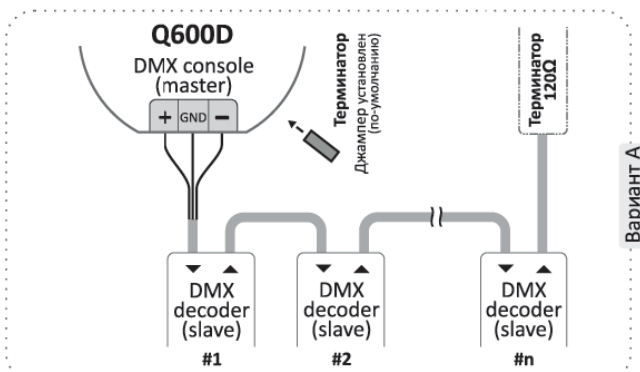 Q600D
DMX console
(master)
+ GND −
Терминатор
Джампер установлен
(по-умолчанию)
Терминатор
120Ω
Вариант А
DMX
decoder
(slave)
#1
DMX
decoder
(slave)
#2
DMX
decoder
(slave)
#n